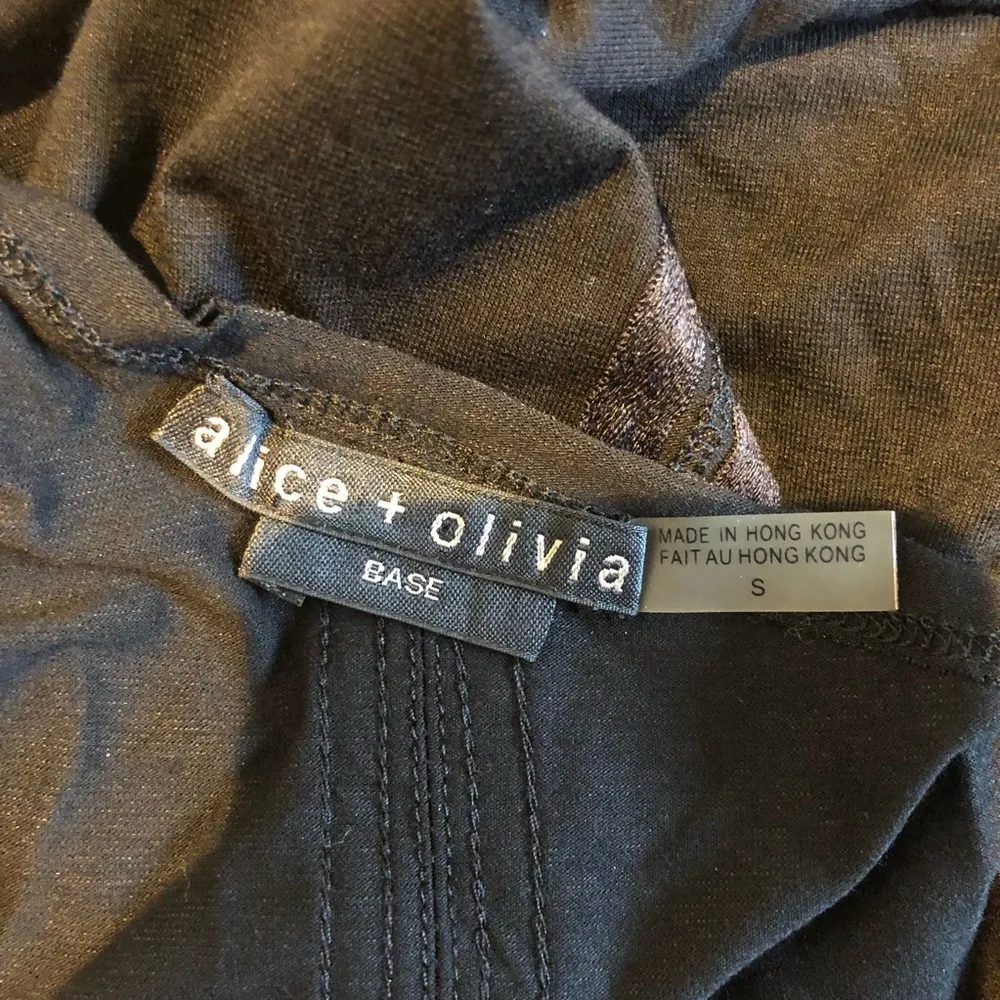 alice + olivia
BASE
MADE IN HONG KONG
FAIT AU HONG KONG
S